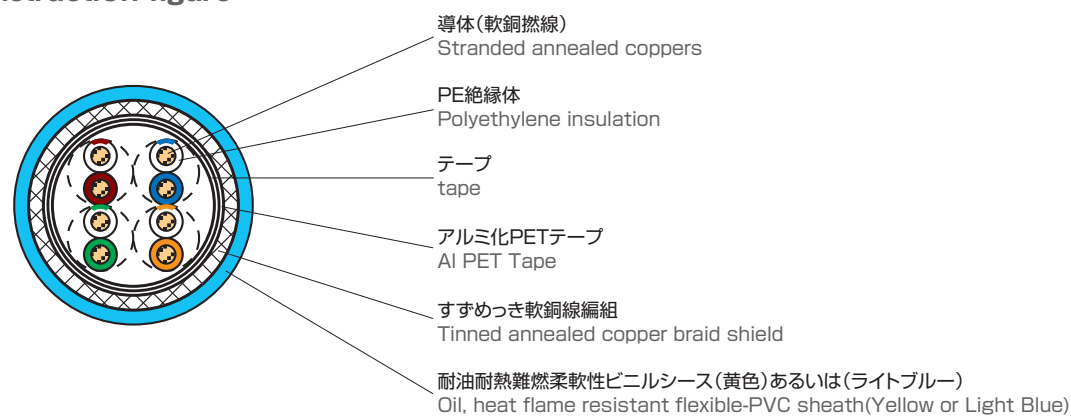 導体(軟銅撚線)
Stranded annealed coppers
PE絶縁体
Polyethylene insulation
テープ
tape
アルミ化PETテープ
Al PET Tape
すずめっき軟銅線編組
Tinned annealed copper braid shield
耐油耐熱難燃柔軟性ビニルシース(黄色)あるいは(ライトブルー)
Oil, heat flame resistant flexible-PVC sheath(Yellow or Light Blue)